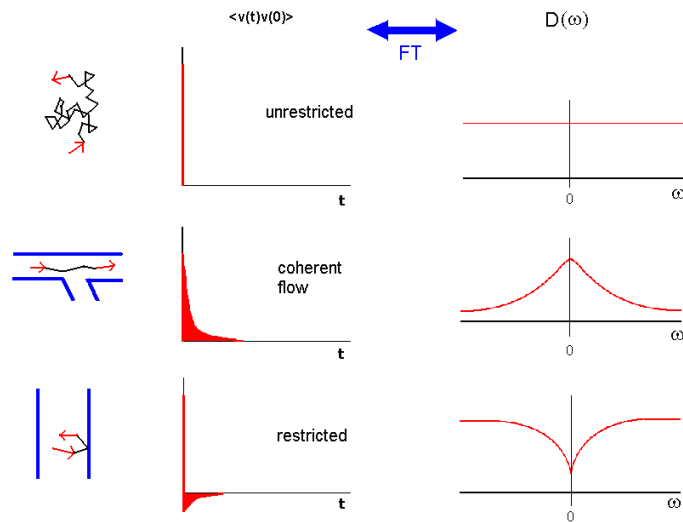 <v(t)v(0)>
FT
D(ω)
unrestricted
t
0
ω
coherent
flow
t
0
ω
restricted
t
0
ω